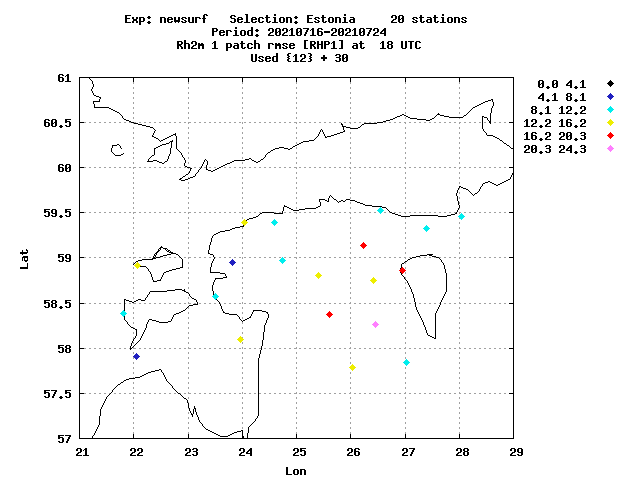 Exp: newsurf   Selection: Estonia     20 stations
Period: 20210716-20210724
Rh2m 1 patch rmse [RHP1] at  18 UTC
Used {12} + 30
0.0 4.1
4.1 8.1
8.1 12.2
12.2 16.2
16.2 20.3
20.3 24.3
61
60.5
60
59.5
59
58.5
58
57.5
57
Lat
21 22 23 24 25 26 27 28 29
Lon